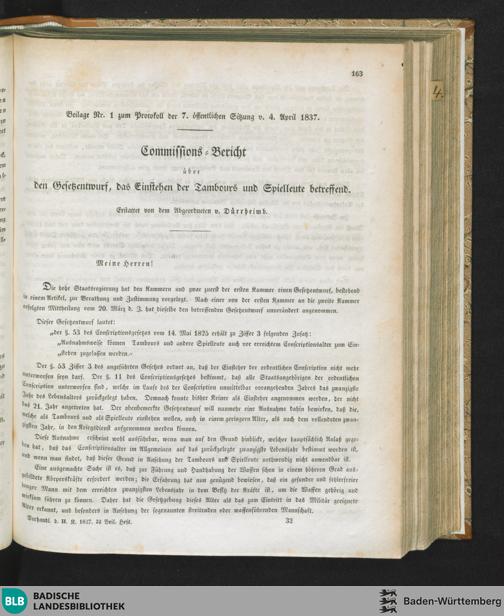 163
4.
Beilage Nr. 1 zum Protokoll der 7. öffentlichen Sitzung v. 4. April 1837.
Commissions-Bericht
über
den Gesetzentwurf, das Einstehen der Tambours und Spielleute betreffend.
Erstattet von dem Abgeordneten v. Dürrheimb.
Meine Herren!
Die hohe Staatsregierung hat den Kammern und zwar zuerst der ersten Kammer einen Gesetzentwurf, bestehend
in einem Artikel, zur Berathung und Zustimmung vorgelegt. Nach einer von der ersten Kammer an die zweite Kammer
erfolgten Mittheilung vom 20. März d. J. hat dieselbe den betreffenden Gesetzentwurf unverändert angenommen.
Dieser Gesetzentwurf lautet:
„der §. 53 des Conscriptionsgesetzes vom 14. Mai 1825 erhält zu Ziffer 3 folgenden Zusatz:
„Ausnahmsweise können Tambours und andere Spielleute auch vor erreichtem Conscriptionsalter zum Ein-
„stehen zugelassen werden.“
Der §. 53 Ziffer 3 des angeführten Gesetzes ordnet an, daß der Einsteher der ordentlichen Conscription nicht mehr
unterworfen seyn darf. Der §. 11 des Conscriptionsgesetzes bestimmt, daß alle Staatsangehörigen der ordentlichen
Conscription unterworfen sind, welche im Laufe des der Conscription unmittelbar vorangehenden Jahres das zwanzigste
Jahr des Lebensalters zurückgelegt haben. Demnach konnte bisher Keiner als Einsteher angenommen werden, der nicht
das 21. Jahr angetreten hat. Der obenbemerkte Gesetzentwurf will nunmehr eine Ausnahme dahin bewirken, daß die,
welche als Tambours und als Spielleute einstehen wollen, auch in einem geringern Alter, als nach dem vollendeten zwan-
zigsten Jahr, in den Kriegsdienst aufgenommen werden können.
Diese Ausnahme erscheint wohl ausführbar, wenn man auf den Grund hinblickt, welcher hauptsächlich Anlaß gege-
ben hat, daß das Conscriptionsalter im Allgemeinen auf das zurückgelegte zwanzigste Lebensjahr bestimmt worden ist,
und wenn man findet, daß dieser Grund in Beziehung der Tambours und Spielleute nothwendig nicht anwendbar ist.
Eine ausgemachte Sache ist es, daß zur Führung und Handhabung der Waffen schon in einem höheren Grad aus-
gebildete Körperskräfte erfordert werden; die Erfahrung hat nun genügend bewiesen, daß ein gesunder und fehlerfreier
junger Mann mit dem erreichten zwanzigsten Lebensjahre in dem Besitz der Kräfte ist, um die Waffen gehörig und
wirksam führen zu können. Daher hat die Gesetzgebung dieses Alter als das zum Eintritt in das Militär geeignete
Alter erkannt, und besonders in Ansehung der sogenannten streitenden oder waffenführenden Mannschaft.
Verhandl. d. II. K. 1837. 3s Beil. Heft.
32
BLB BADISCHE
LANDESBIBLIOTHEK
Baden-Württemberg